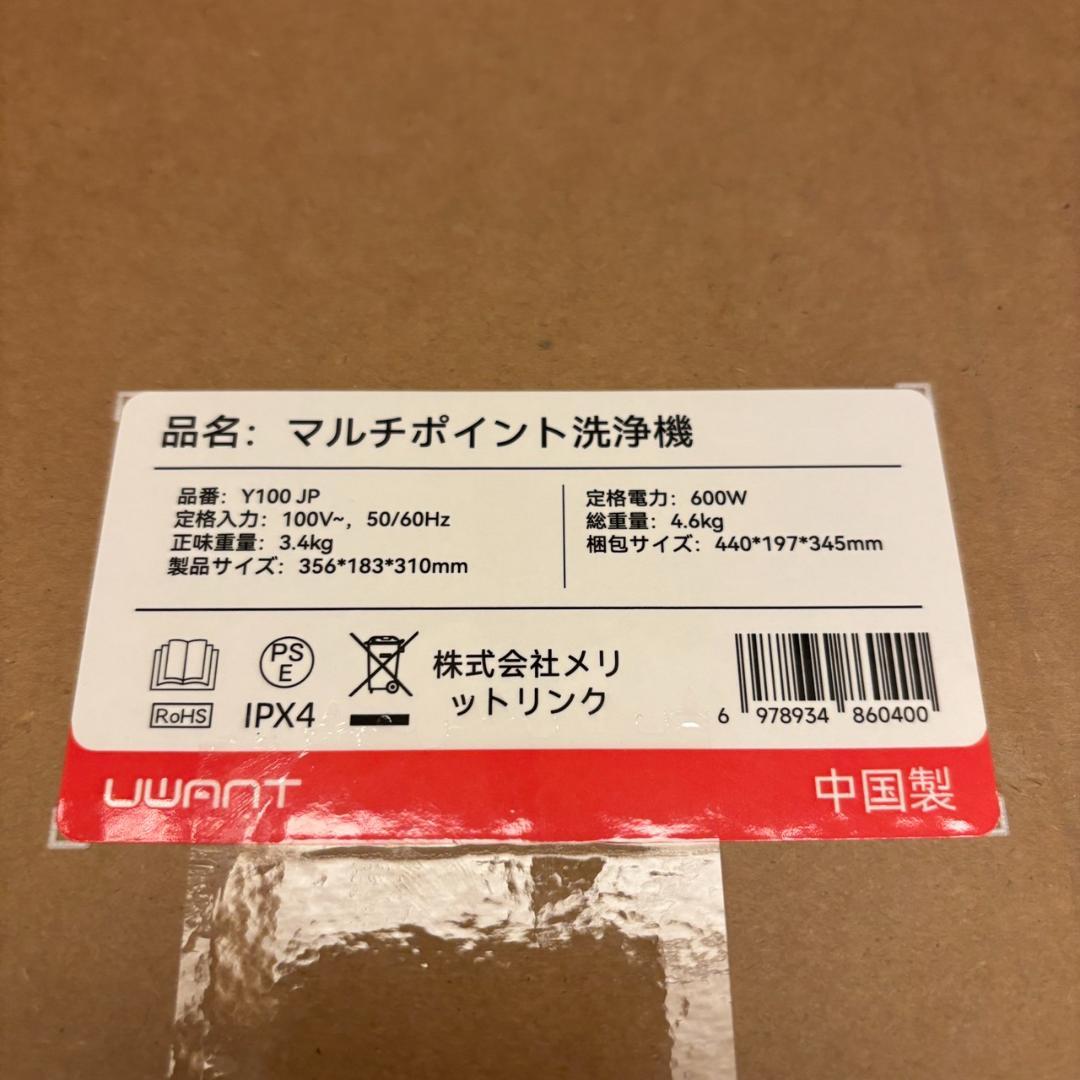 品名：マルチポイント洗浄機
品番：Y100 JP
定格入力：100V~，50/60Hz
正味重量：3.4kg
製品サイズ：356*183*310mm
定格電力：600W
総重量：4.6kg
梱包サイズ：440*197*345mm
PS
E
RoHS
IPX4
株式会社メリ
ットリンク
6 978934 860400
UWANT
中国製